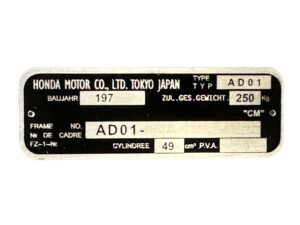 HONDA MOTOR CO., LTD. TOKYO JAPAN
TYPE
TYP
AD01
BAUJAHR 197
ZUL. GES. GEWICHT. 250 Kg
"CM"
FRAME NO.
№ DE CADRE
FZ-1-Nr.
AD01-
CYLINDREE 49 cm³ P.V.A.